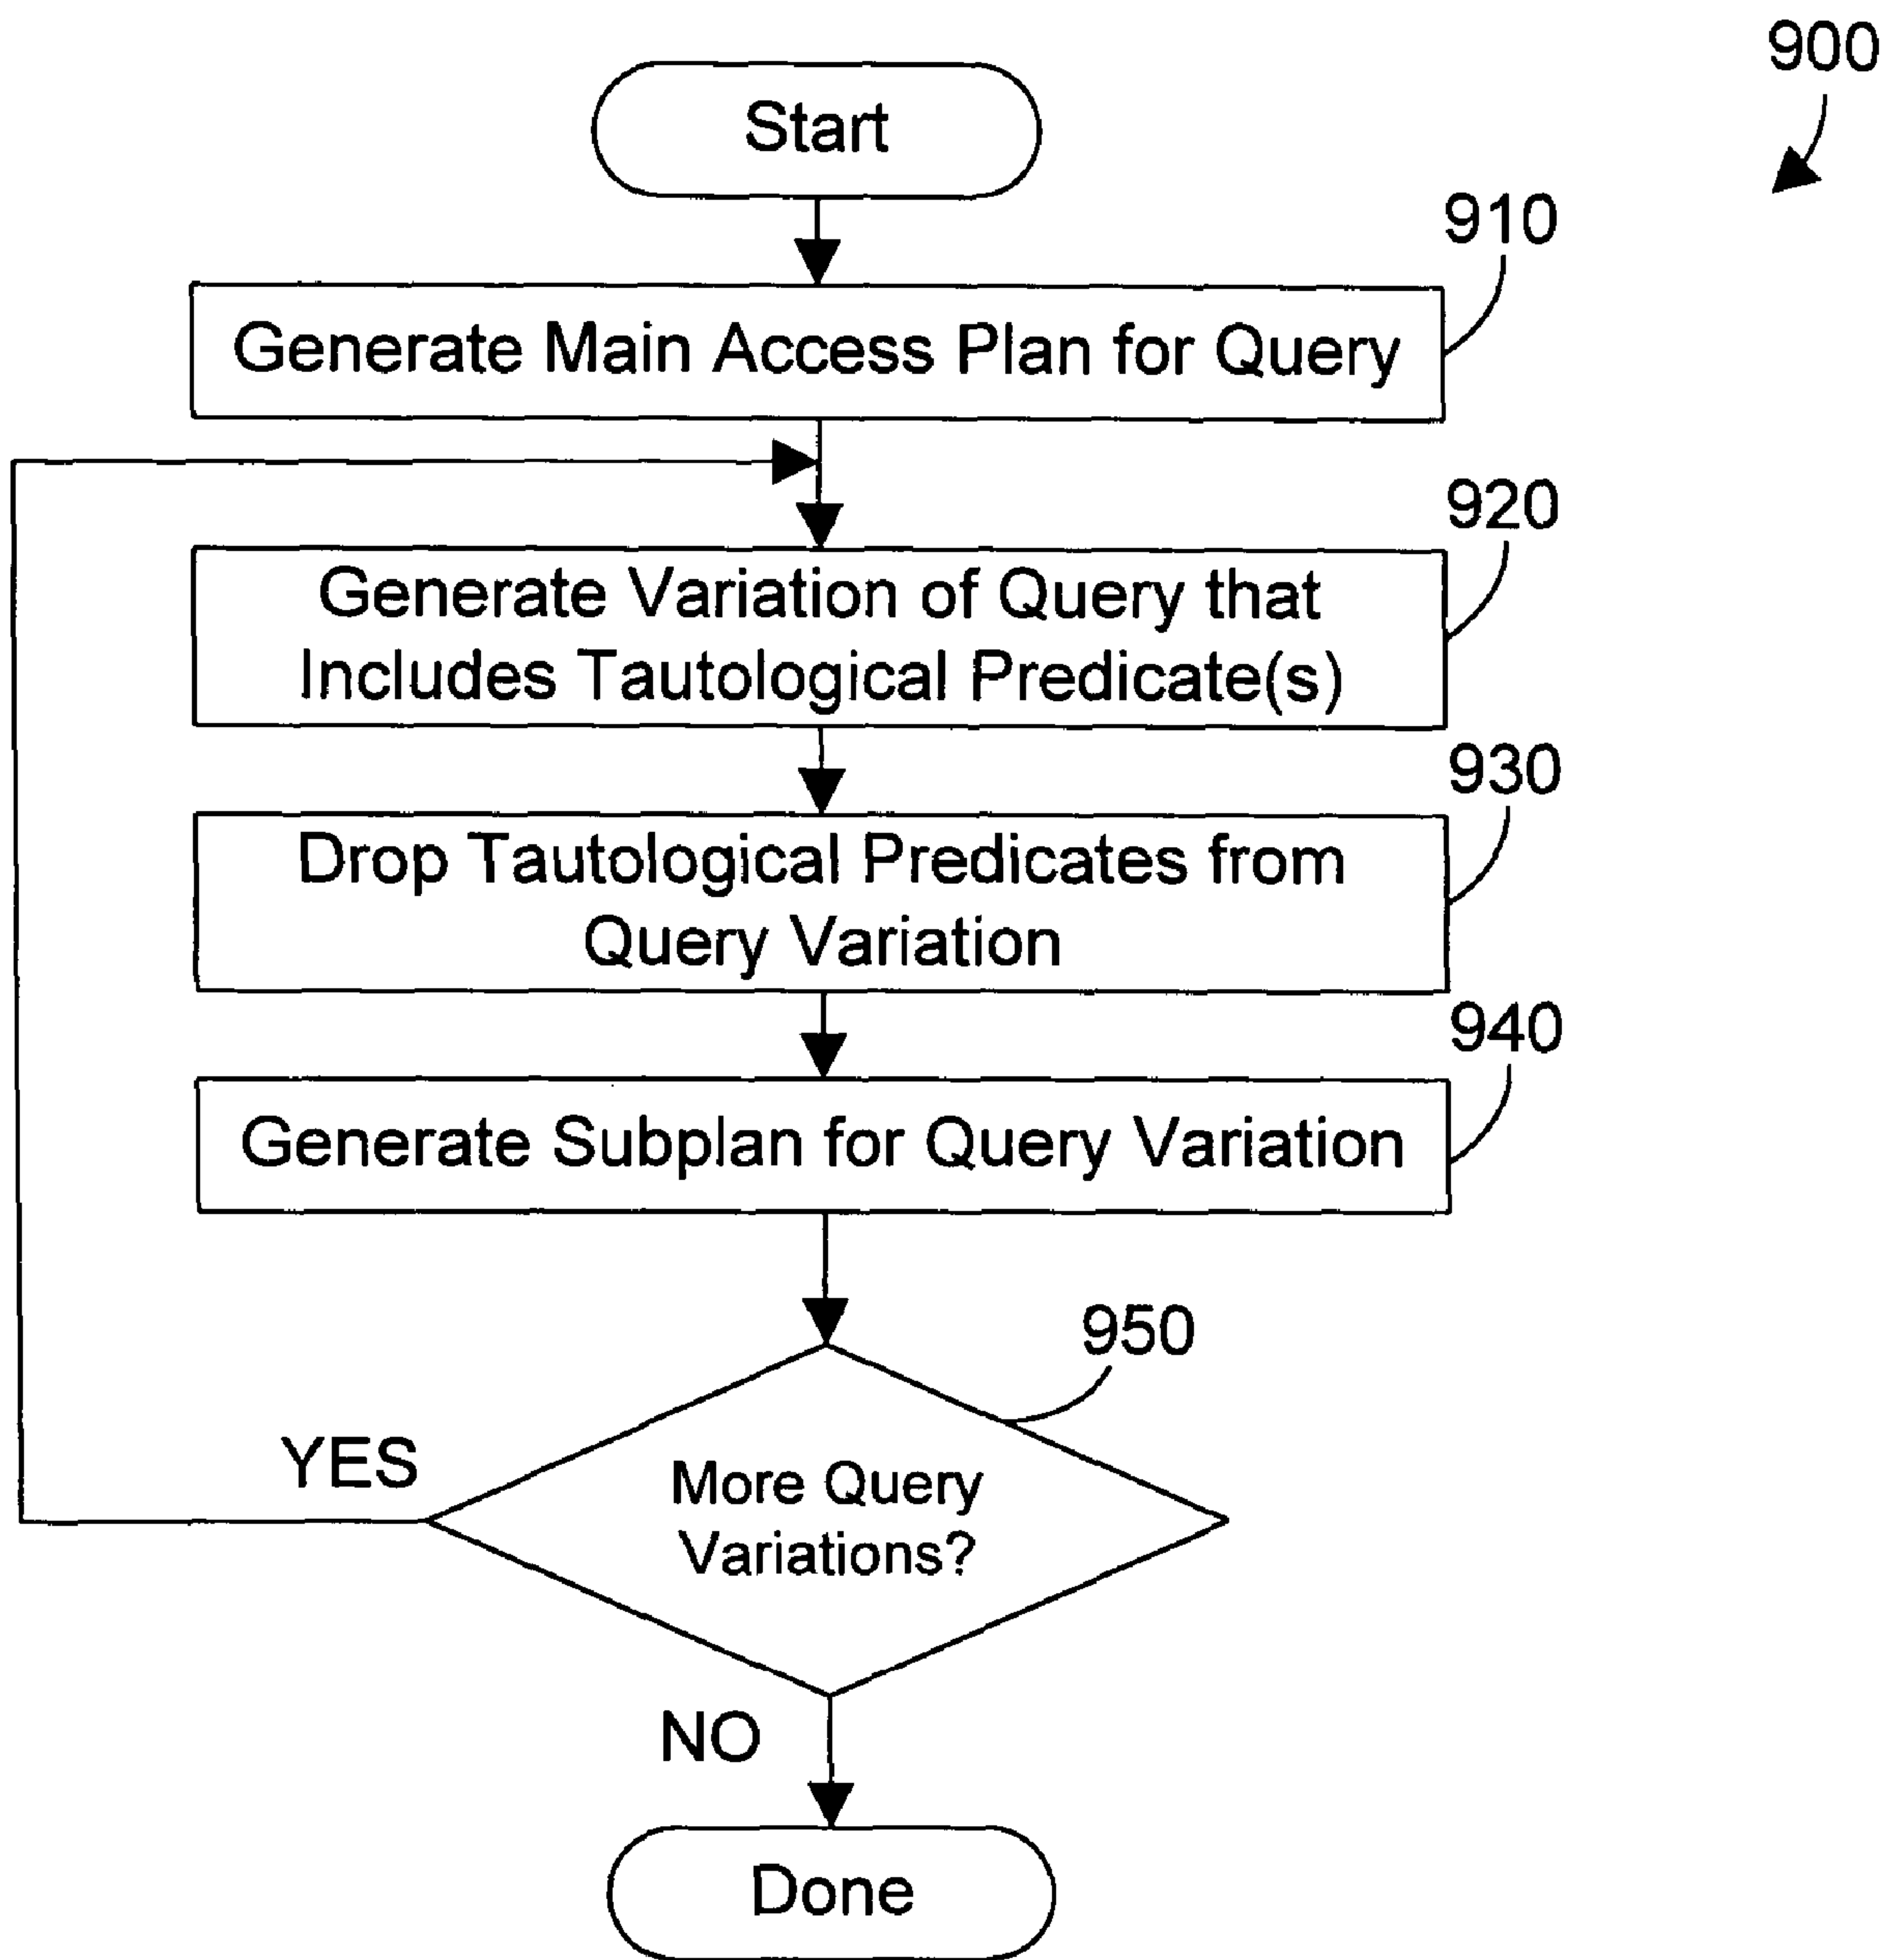 900
Start
910
Generate Main Access Plan for Query
920
Generate Variation of Query that
Includes Tautological Predicate(s)
930
Drop Tautological Predicates from
Query Variation
940
Generate Subplan for Query Variation
950
YES
More Query
Variations?
NO
Done